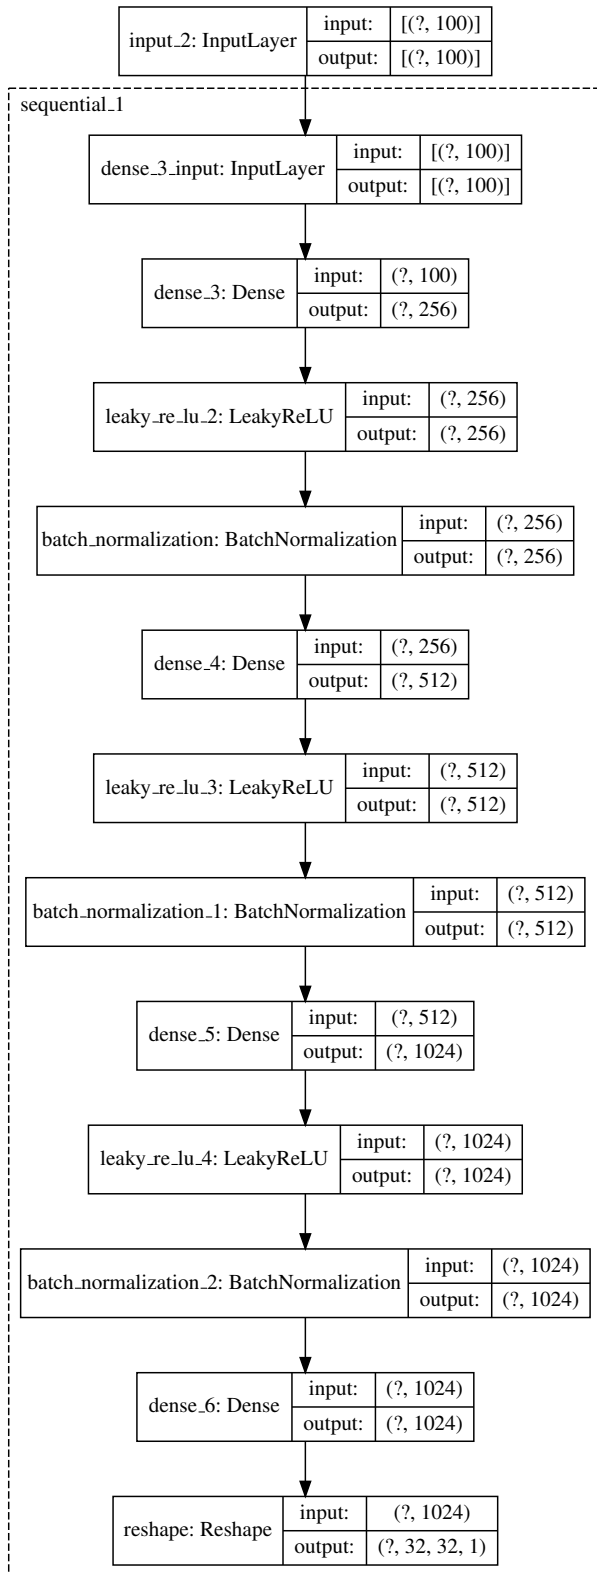 input_2: InputLayer
input: [(?, 100)]
output: [(?, 100)]
sequential_1
dense_3_input: InputLayer
input: [(?, 100)]
output: [(?, 100)]
dense_3: Dense
input: (?, 100)
output: (?, 256)
leaky_re_lu_2: LeakyReLU
input: (?, 256)
output: (?, 256)
batch_normalization: BatchNormalization
input: (?, 256)
output: (?, 256)
dense_4: Dense
input: (?, 256)
output: (?, 512)
leaky_re_lu_3: LeakyReLU
input: (?, 512)
output: (?, 512)
batch_normalization_1: BatchNormalization
input: (?, 512)
output: (?, 512)
dense_5: Dense
input: (?, 512)
output: (?, 1024)
leaky_re_lu_4: LeakyReLU
input: (?, 1024)
output: (?, 1024)
batch_normalization_2: BatchNormalization
input: (?, 1024)
output: (?, 1024)
dense_6: Dense
input: (?, 1024)
output: (?, 1024)
reshape: Reshape
input: (?, 1024)
output: (?, 32, 32, 1)